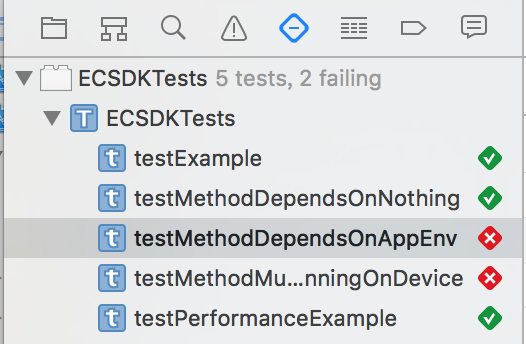 ECSDKTests 5 tests, 2 failing
T ECSDKTests
t testExample
t testMethodDependsOnNothing
t testMethodDependsOnAppEnv
t testMethodMu...nningOnDevice
t testPerformanceExample